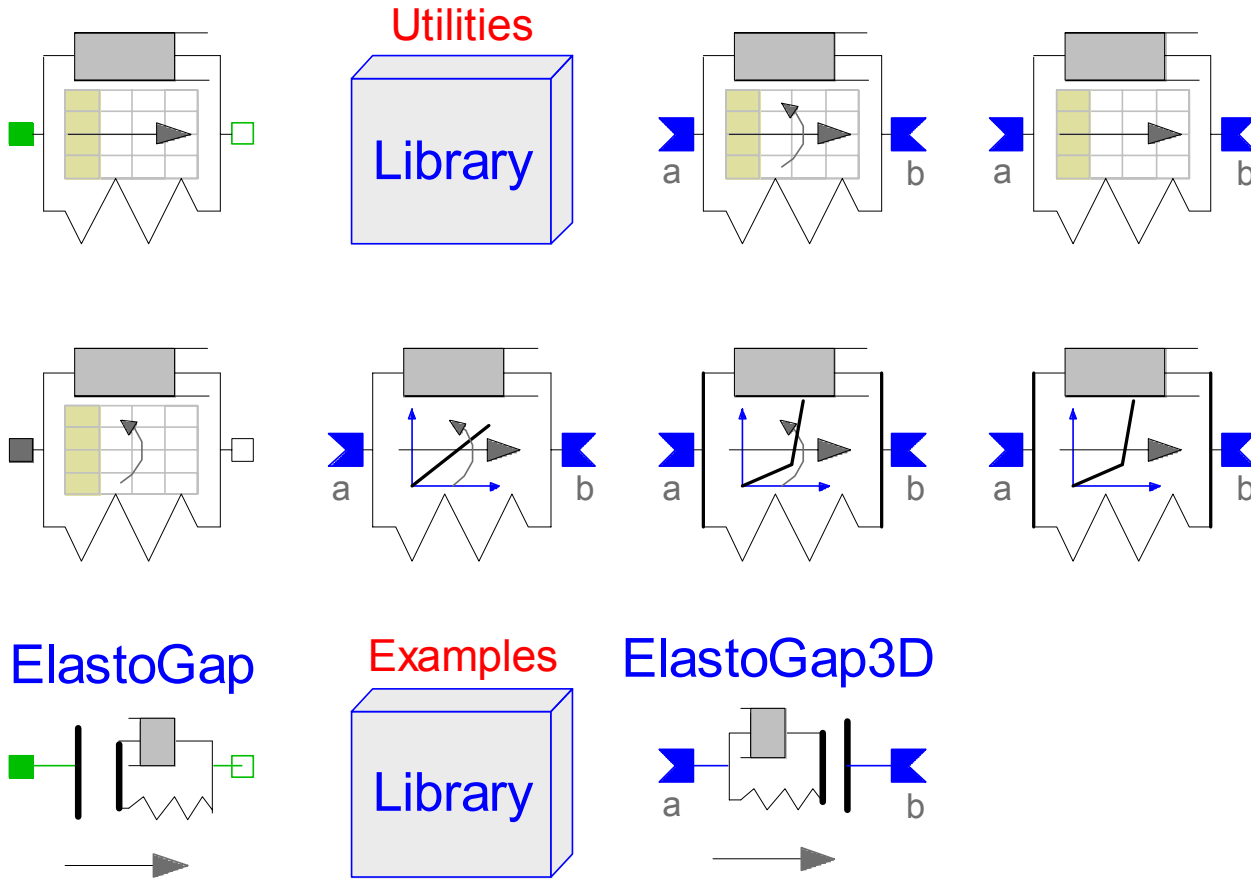 Utilities
Library
a b
a b
a b
a b
a b
ElastoGap
Examples
ElastoGap3D
Library
a b